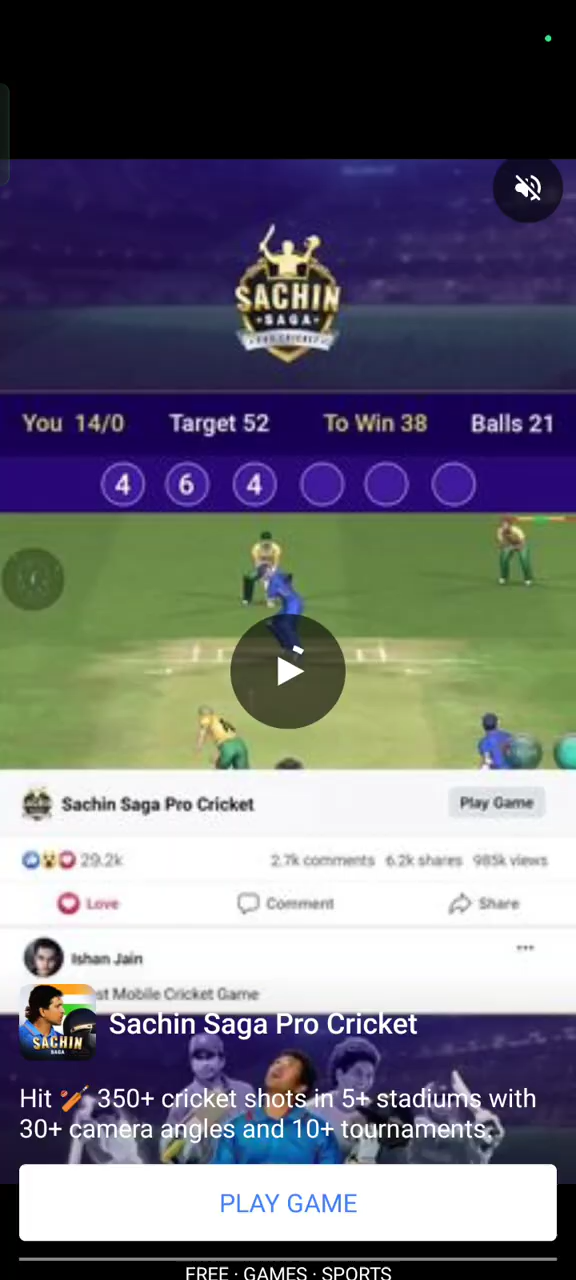 SACHIN
SAGA
PRO CRICKET
You 14/0 Target 52 To Win 38 Balls 21
4 6 4
Sachin Saga Pro Cricket Play Game
29.2k 2.7k comments 6.2k shares 985k views
Love Comment Share
Ishan Jain
st Mobile Cricket Game
SACHIN
SAGA
Sachin Saga Pro Cricket
Hit 350+ cricket shots in 5+ stadiums with
30+ camera angles and 10+ tournaments.
PLAY GAME
FREE · GAMES · SPORTS